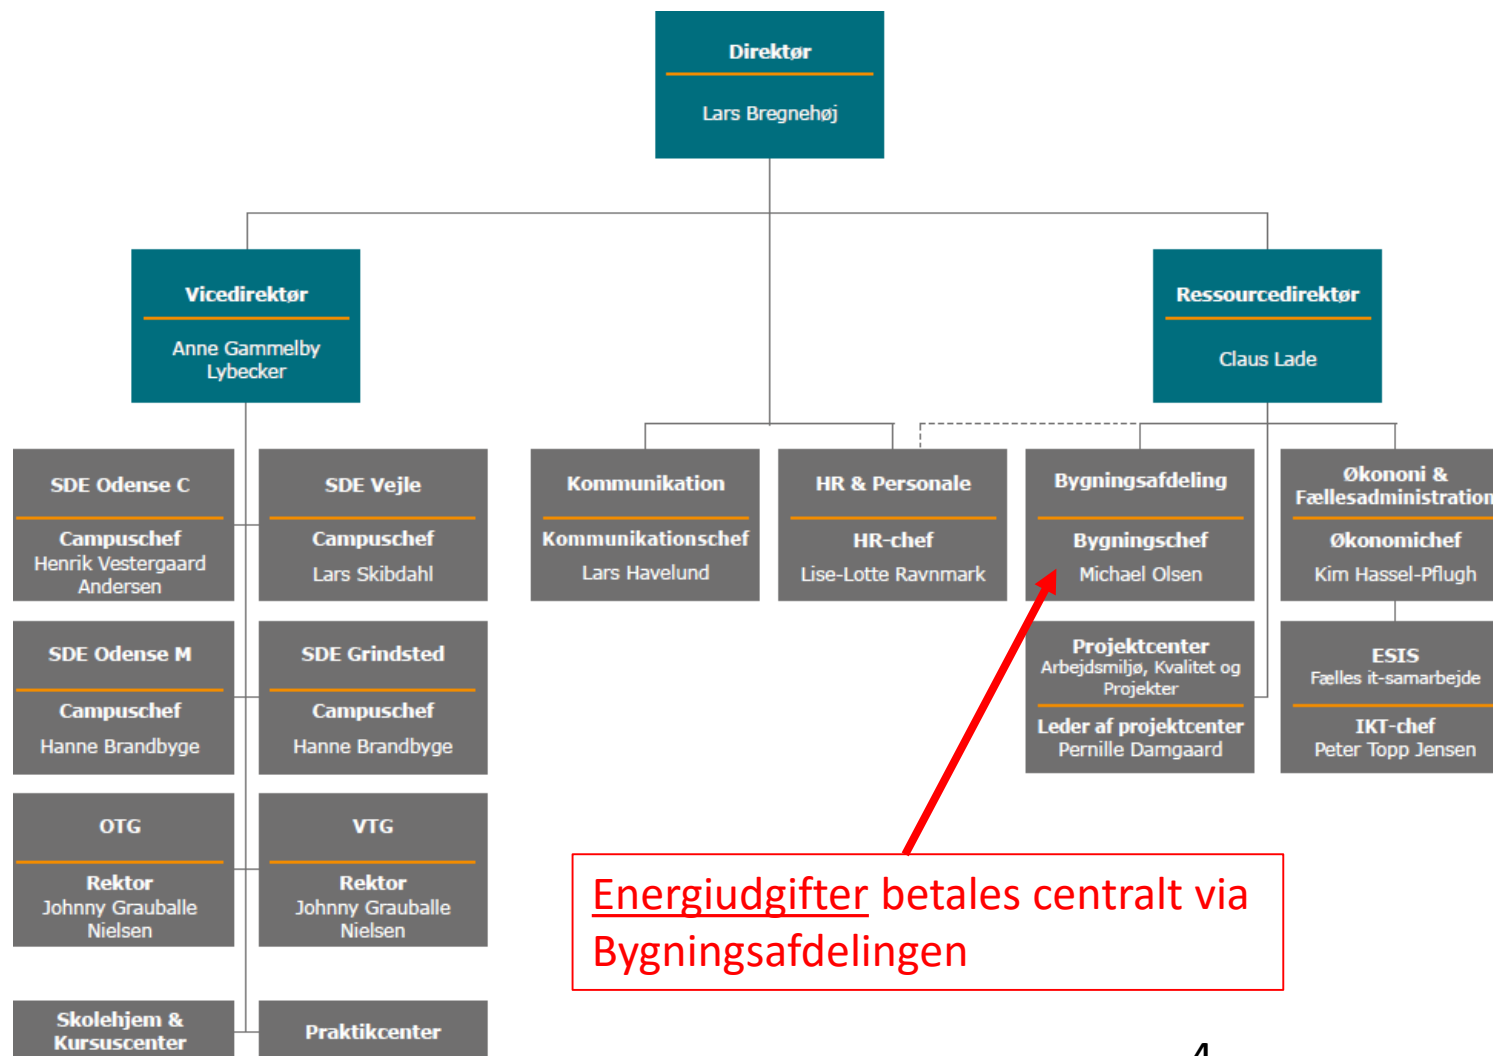 Direktør
Lars Bregnehøj
Vicedirektør
Anne Gammelby
Lybecker
Ressourcedirektør
Claus Lade
SDE Odense C
Campuschef
Henrik Vestergaard
Andersen
SDE Vejle
Campuschef
Lars Skibdahl
Kommunikation
Kommunikationschef
Lars Havelund
HR & Personale
HR-chef
Lise-Lotte Ravnmark
Bygningsafdeling
Bygningschef
Michael Olsen
Økononi &
Fællesadministration
Økonomichef
Kim Hassel-Pflugh
SDE Odense M
Campuschef
Hanne Brandbyge
SDE Grindsted
Campuschef
Hanne Brandbyge
Projektcenter
Arbejdsmiljø, Kvalitet og
Projekter
Leder af projektcenter
Pernille Damgaard
ESIS
Fælles it-samarbejde
IKT-chef
Peter Topp Jensen
OTG
Rektor
Johnny Grauballe
Nielsen
VTG
Rektor
Johnny Grauballe
Nielsen
Energiudgifter betales centralt via
Bygningsafdelingen
Skolehjem &
Kursuscenter
Praktikcenter
4